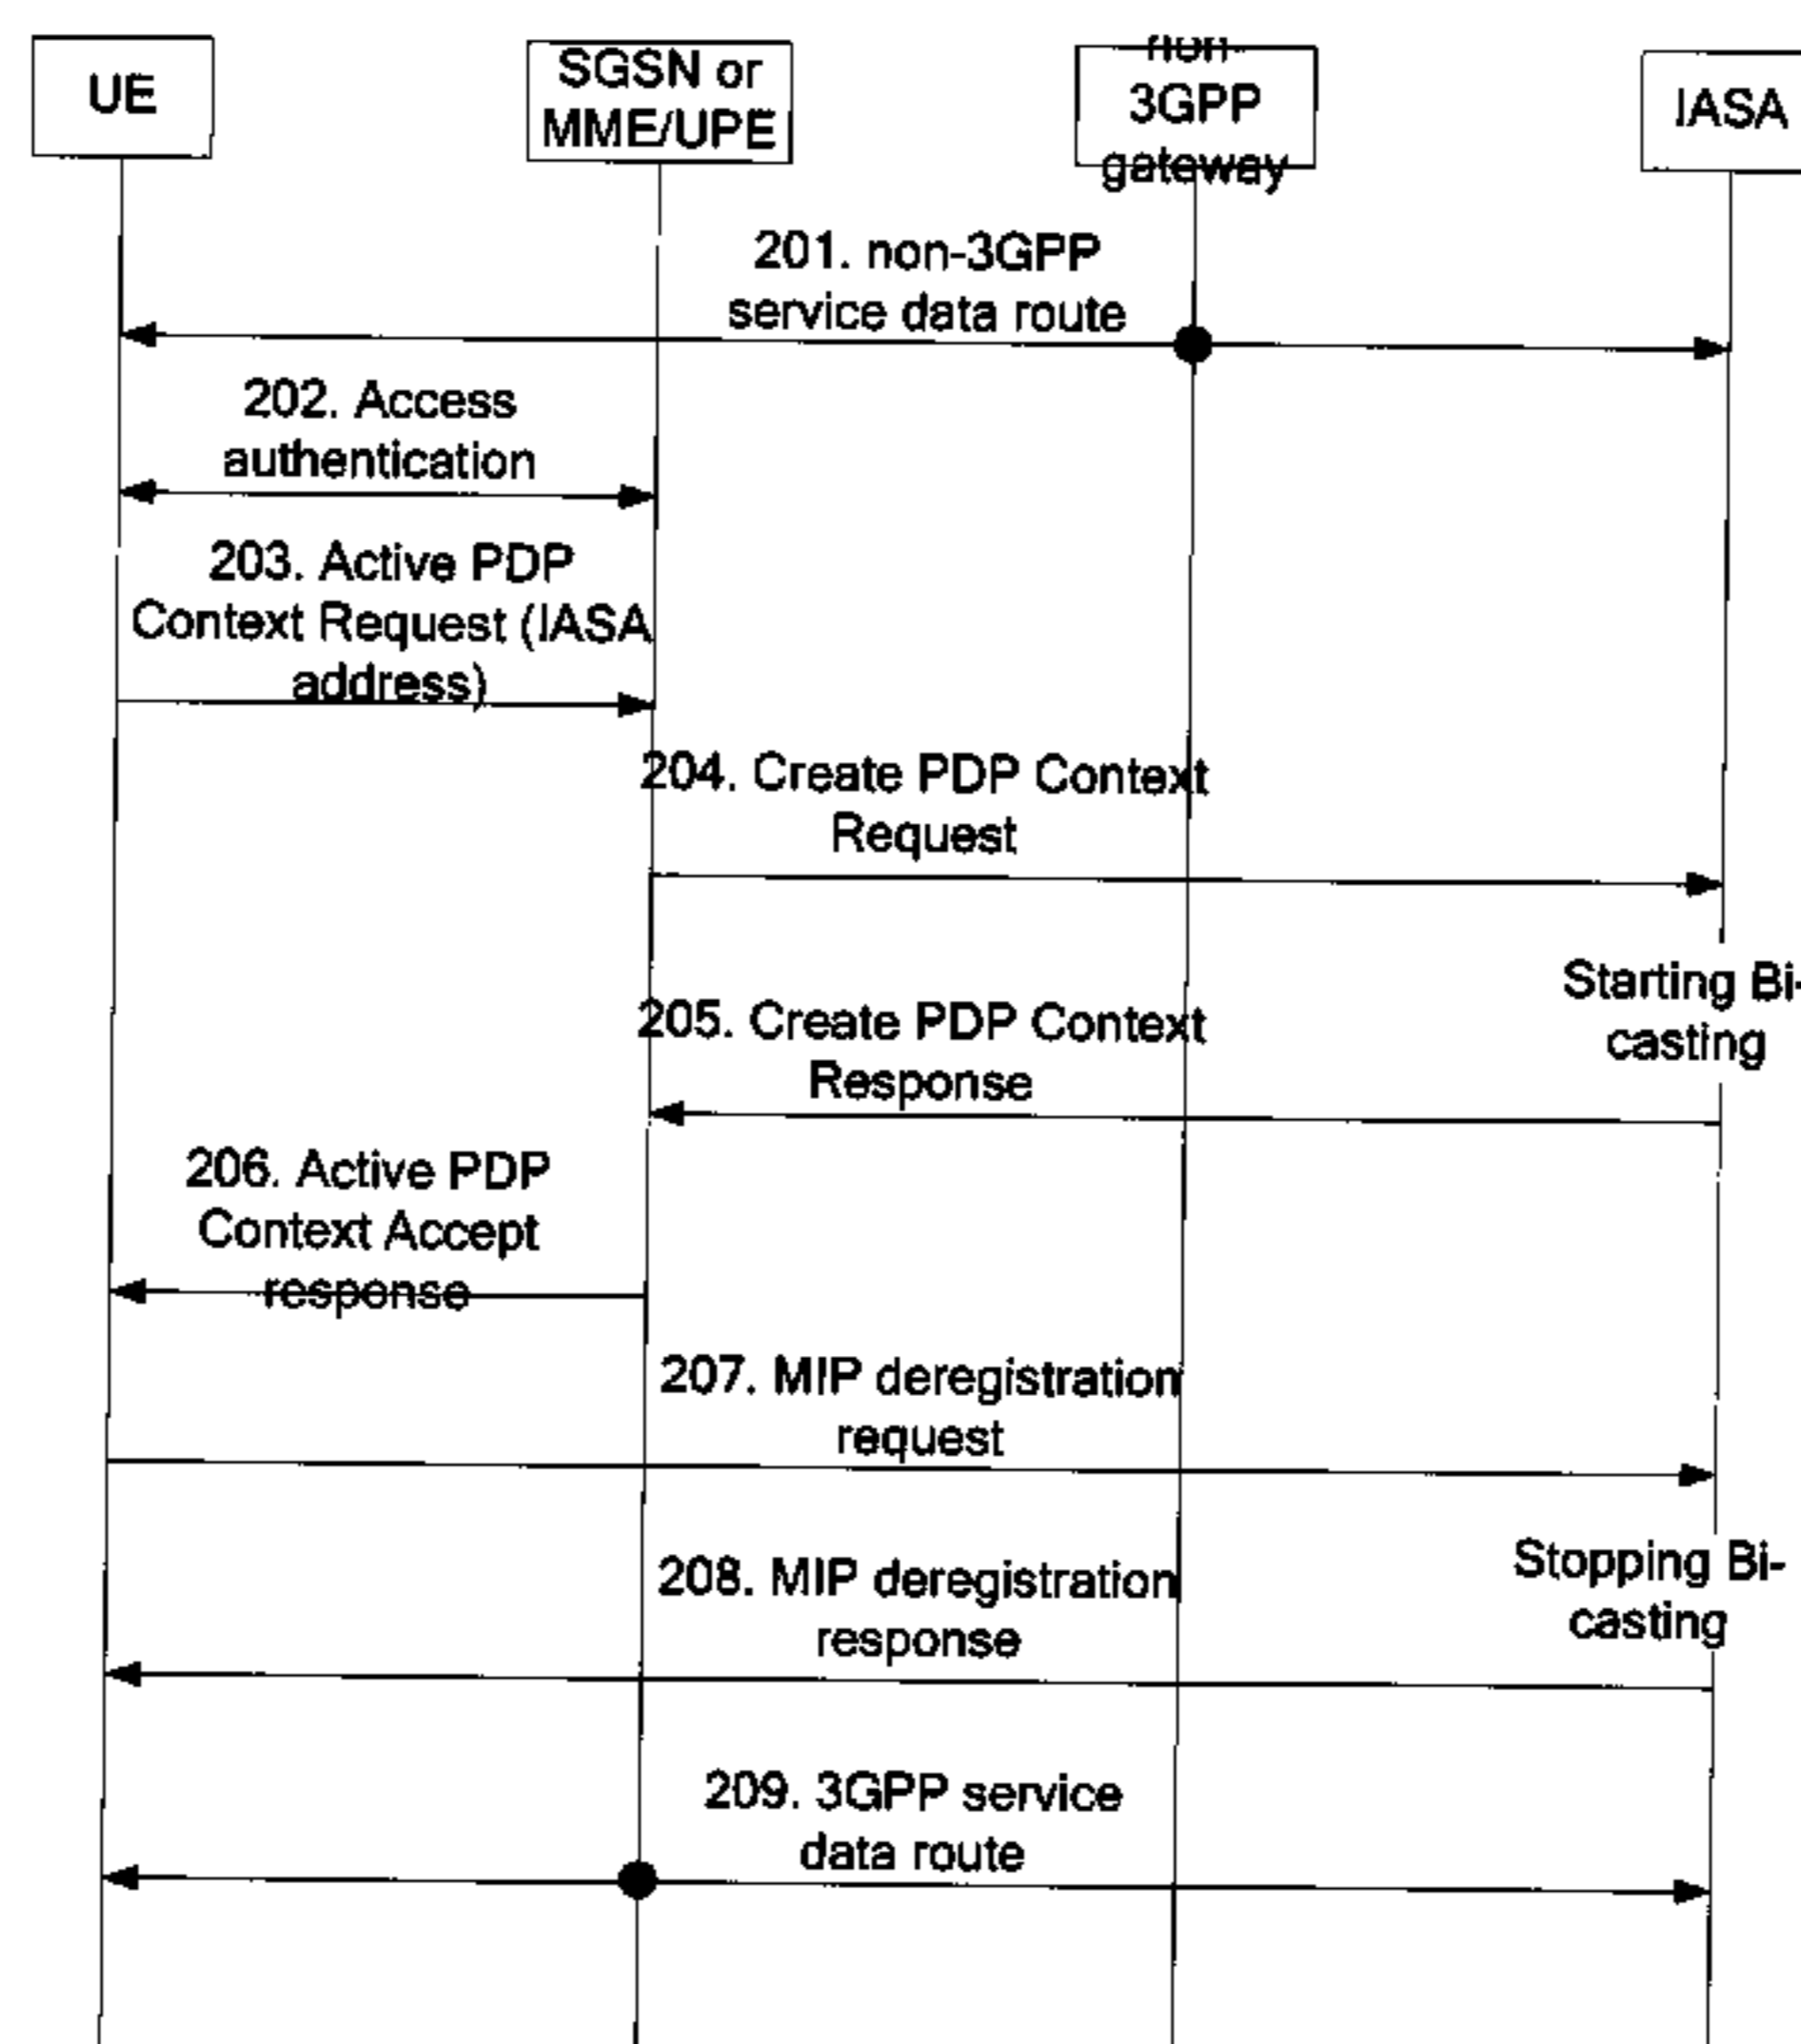 UE
SGSN or
MME/UPE
non-
3GPP
gateway
IASA
201. non-3GPP
service data route
202. Access
authentication
203. Active PDP
Context Request (IASA
address)
204. Create PDP Context
Request
Starting Bi-
casting
205. Create PDP Context
Response
206. Active PDP
Context Accept
response
207. MIP deregistration
request
Stopping Bi-
casting
208. MIP deregistration
response
209. 3GPP service
data route